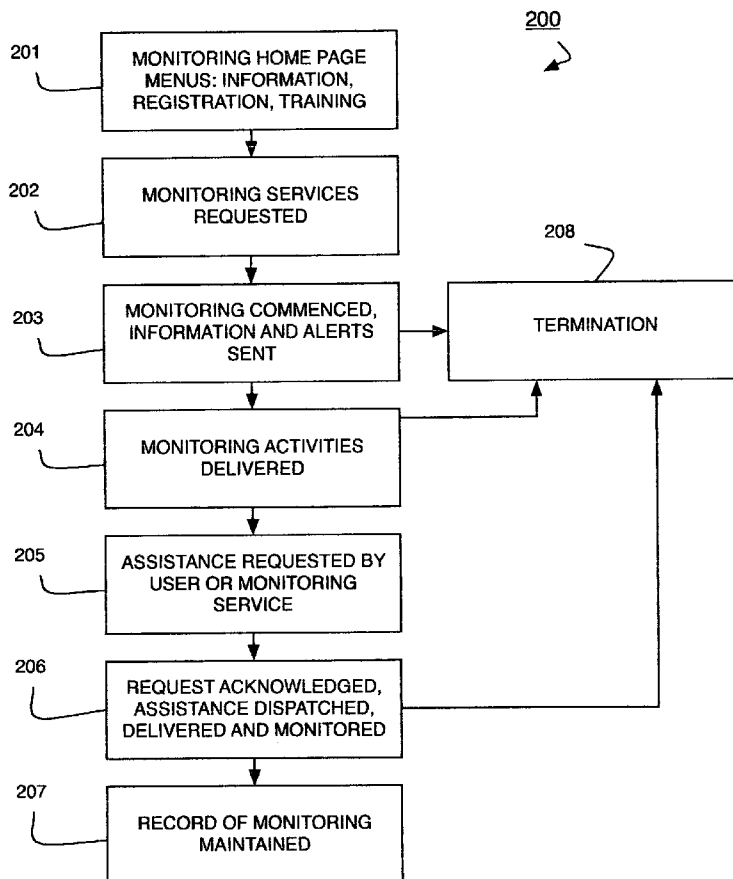 200
201
MONITORING HOME PAGE
MENUS: INFORMATION,
REGISTRATION, TRAINING
202
MONITORING SERVICES
REQUESTED
203
MONITORING COMMENCED,
INFORMATION AND ALERTS
SENT
208
TERMINATION
204
MONITORING ACTIVITIES
DELIVERED
205
ASSISTANCE REQUESTED BY
USER OR MONITORING
SERVICE
206
REQUEST ACKNOWLEDGED,
ASSISTANCE DISPATCHED,
DELIVERED AND MONITORED
207
RECORD OF MONITORING
MAINTAINED